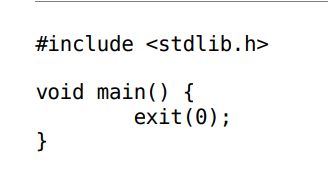 #include <stdlib.h>
void main() {
        exit(0);
}